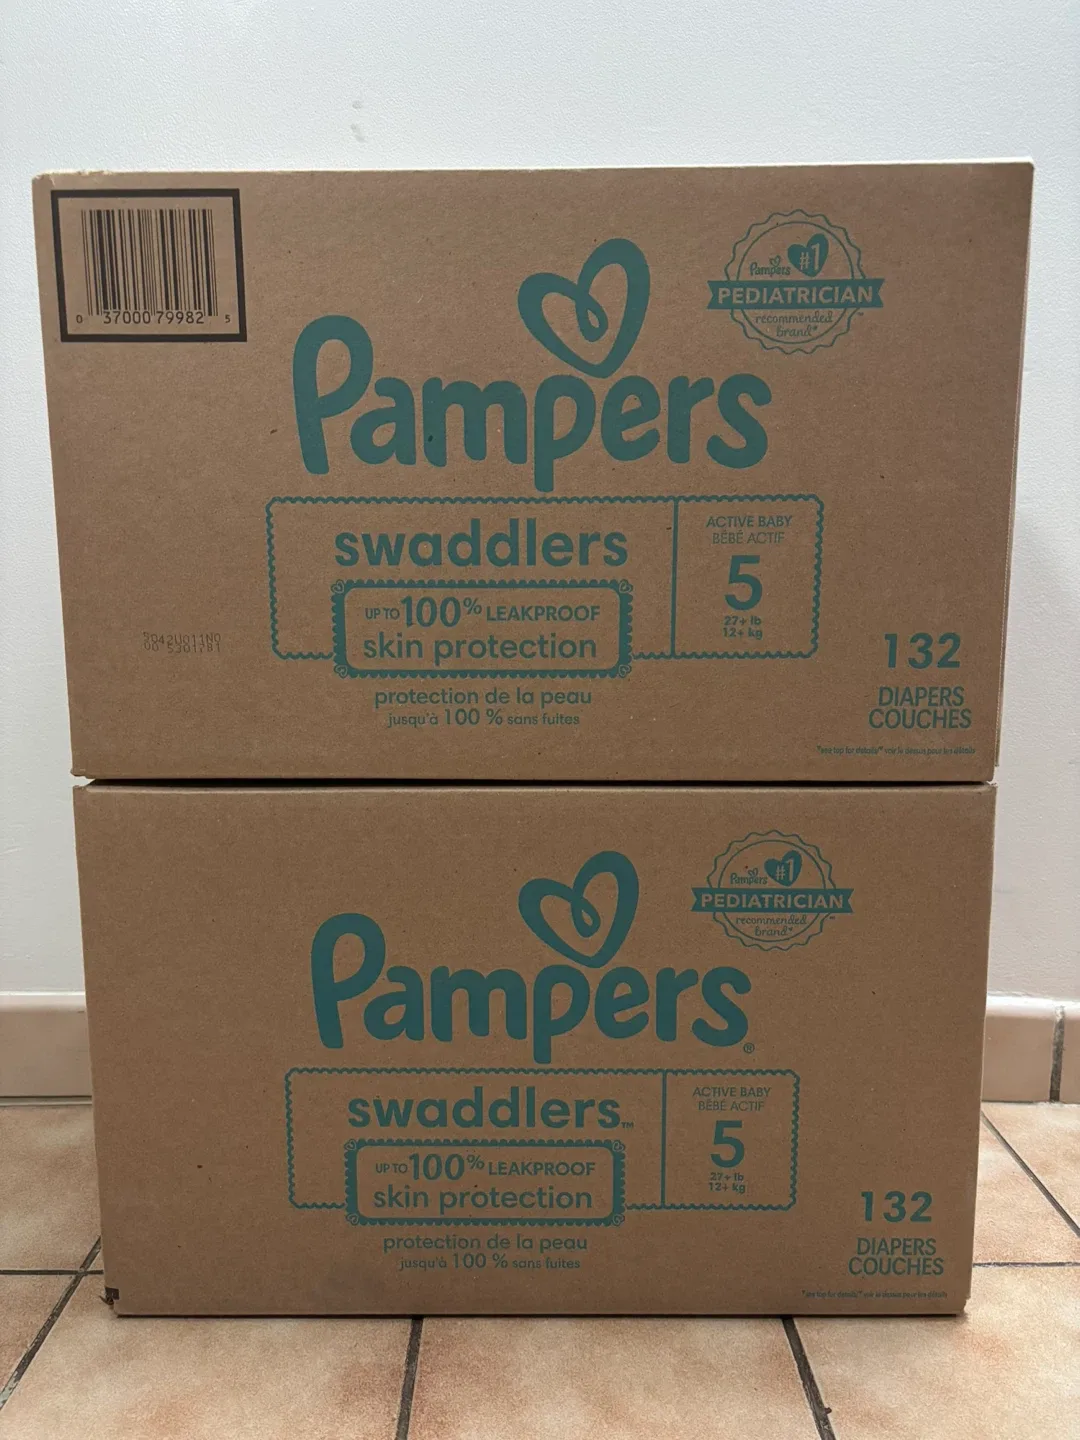 0 37000 79982 5
Pampers #1
PEDIATRICIAN™
recommended
brand*
Pampers
swaddlers
ACTIVE BABY
BÉBÉ ACTIF
5
27+ lb
12+ kg
UP TO 100% LEAKPROOF
skin protection
protection de la peau
jusqu'à 100 % sans fuites
132
DIAPERS
COUCHES
Pampers #1
PEDIATRICIAN™
recommended
brand*
Pampers®
swaddlers™
ACTIVE BABY
BÉBÉ ACTIF
5
27+ lb
12+ kg
UP TO 100% LEAKPROOF
skin protection
protection de la peau
jusqu'à 100 % sans fuites
132
DIAPERS
COUCHES